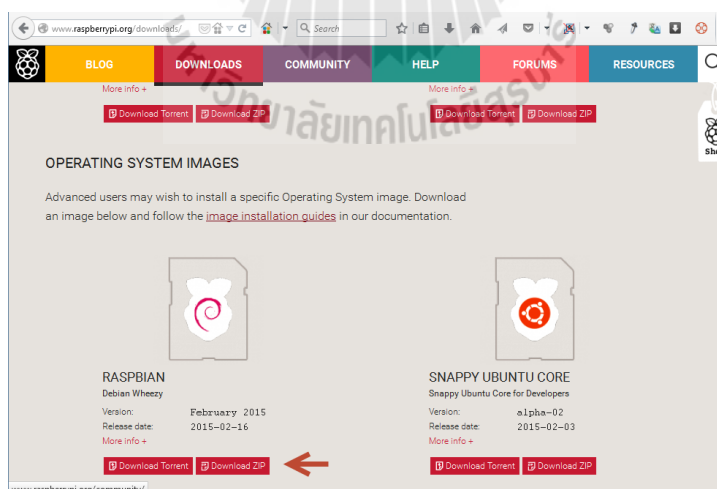 www.raspberrypi.org/downloads/
Search
BLOG DOWNLOADS COMMUNITY HELP FORUMS RESOURCES
More info +
More info +
Download Torrent Download ZIP
Download Torrent Download ZIP
OPERATING SYSTEM IMAGES
Advanced users may wish to install a specific Operating System image. Download
an image below and follow the image installation guides in our documentation.
RASPBIAN
Debian Wheezy
Version: February 2015
Release date: 2015-02-16
More info +
Download Torrent Download ZIP
SNAPPY UBUNTU CORE
Snappy Ubuntu Core for Developers
Version: alpha-02
Release date: 2015-02-03
More info +
Download Torrent Download ZIP
www.raspberrypi.org/community/